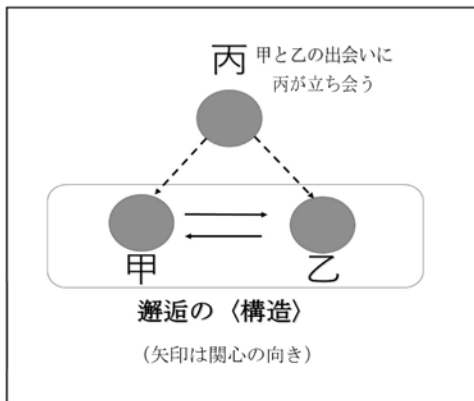 丙
甲と乙の出会いに
丙が立ち会う
甲
乙
邂逅の〈構造〉
（矢印は関心の向き）